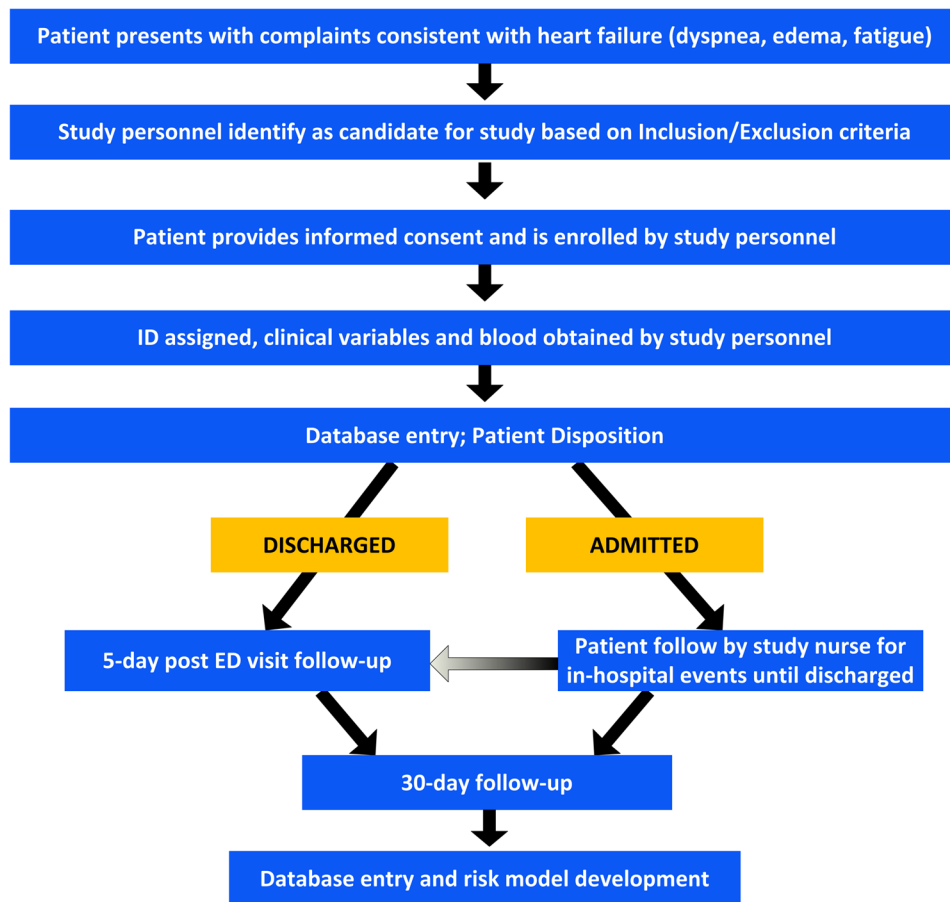 Patient presents with complaints consistent with heart failure (dyspnea, edema, fatigue)
Study personnel identify as candidate for study based on Inclusion/Exclusion criteria
Patient provides informed consent and is enrolled by study personnel
ID assigned, clinical variables and blood obtained by study personnel
Database entry; Patient Disposition
DISCHARGED
ADMITTED
5-day post ED visit follow-up
Patient follow by study nurse for
in-hospital events until discharged
30-day follow-up
Database entry and risk model development